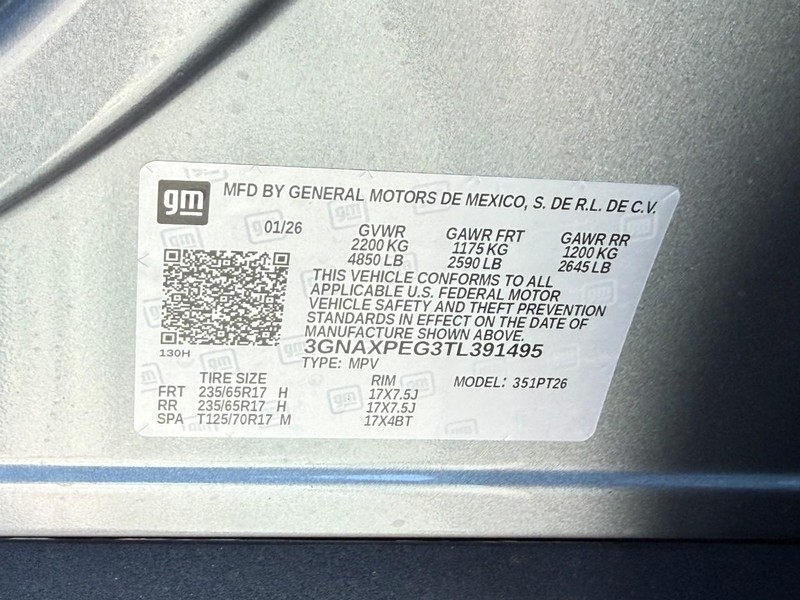 gm MFD BY GENERAL MOTORS DE MEXICO, S. DE R.L. DE C.V.
01/26 GVWR GAWR FRT GAWR RR
2200 KG 1175 KG 1200 KG
4850 LB 2590 LB 2645 LB
THIS VEHICLE CONFORMS TO ALL
APPLICABLE U.S. FEDERAL MOTOR
VEHICLE SAFETY AND THEFT PREVENTION
STANDARDS IN EFFECT ON THE DATE OF
MANUFACTURE SHOWN ABOVE.
130H 3GNAXPEG3TL391495
TYPE: MPV
TIRE SIZE RIM MODEL: 351PT26
FRT 235/65R17 H 17X7.5J
RR 235/65R17 H 17X7.5J
SPA T125/70R17 M 17X4BT